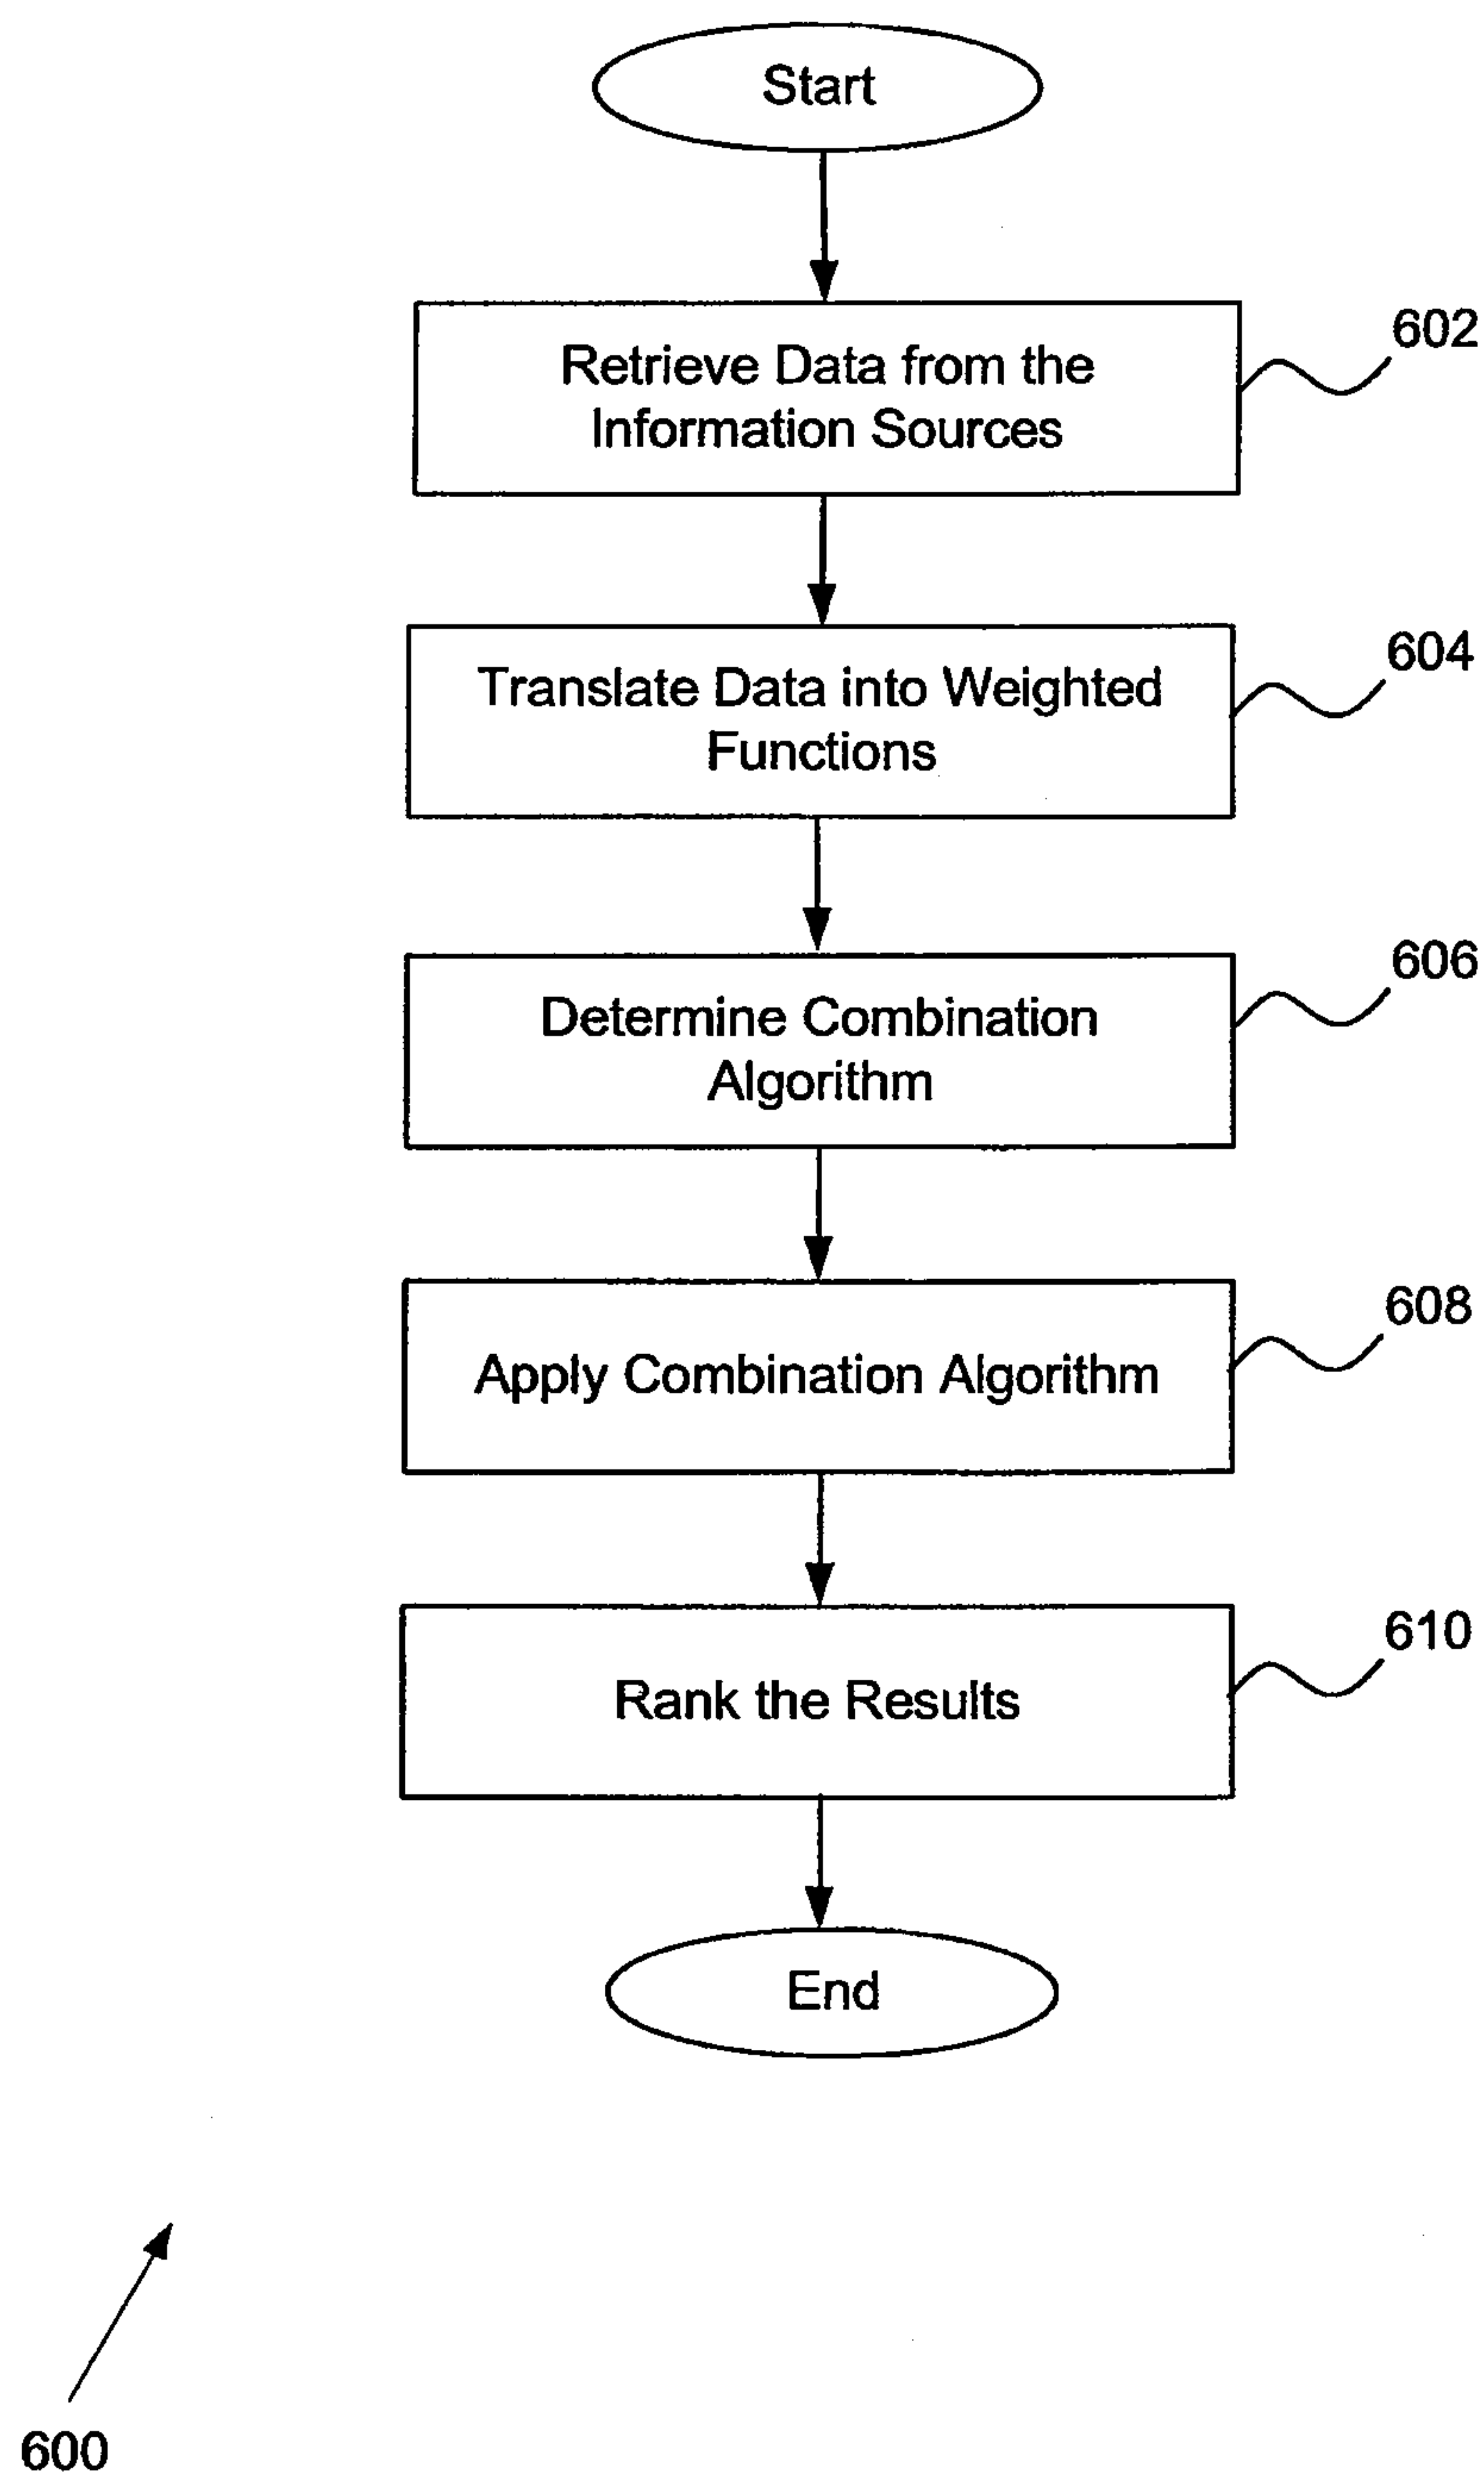 Start
Retrieve Data from the
Information Sources
602
Translate Data into Weighted
Functions
604
Determine Combination
Algorithm
606
Apply Combination Algorithm
608
Rank the Results
610
End
600